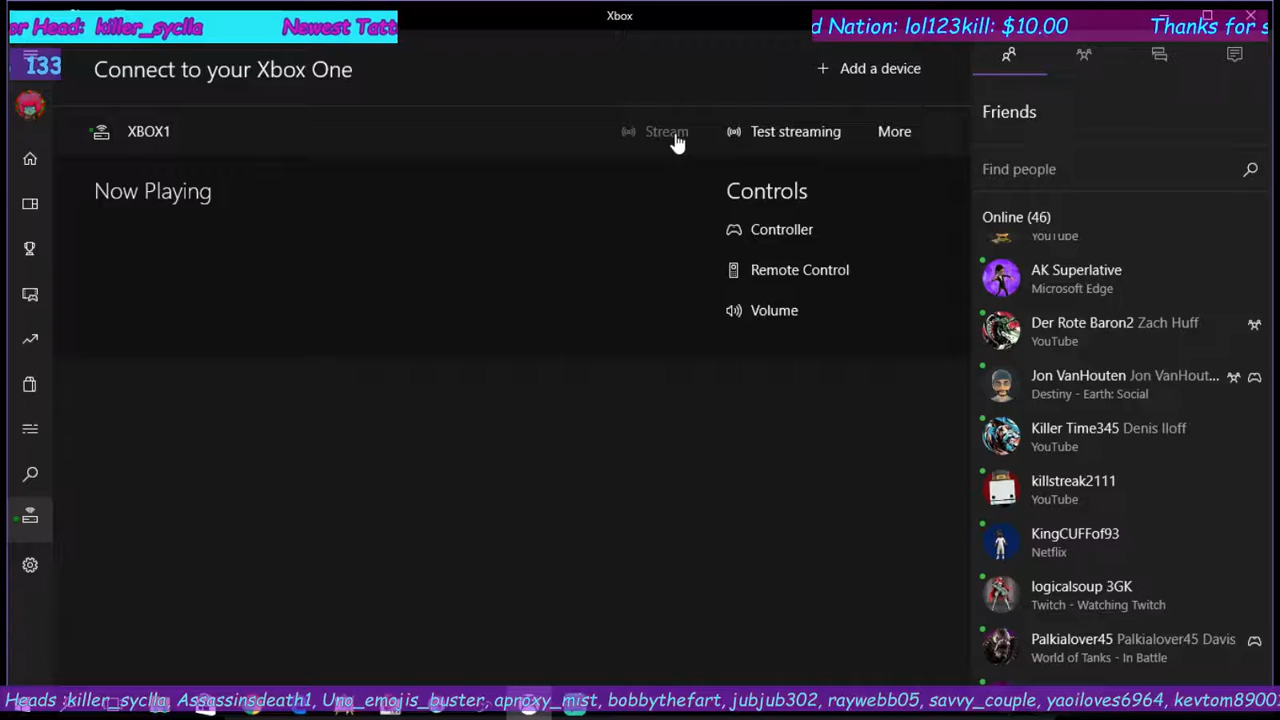 Xbox
or Head: killer_syclla Newest Tatt
d Nation: lol123kill: $10.00 Thanks for s
133
Connect to your Xbox One
Add a device
XBOX1
Stream
Test streaming
More
Now Playing
Controls
Controller
Remote Control
Volume
Friends
Find people
Online (46)
YouTube
AK Superlative
Microsoft Edge
Der Rote Baron2 Zach Huff
YouTube
Jon VanHouten Jon VanHout...
Destiny - Earth: Social
Killer Time345 Denis Iloff
YouTube
killstreak2111
YouTube
KingCUFFof93
Netflix
logicalsoup 3GK
Twitch - Watching Twitch
Palkialover45 Palkialover45 Davis
World of Tanks - In Battle
Heads :killer_syclla, Assassinsdeath1, Uno_emojis_buster, apnoxy_mist, bobbythefart, jubjub302, raywebb05, savvy_couple, yaoiloves6964, kevtom8900